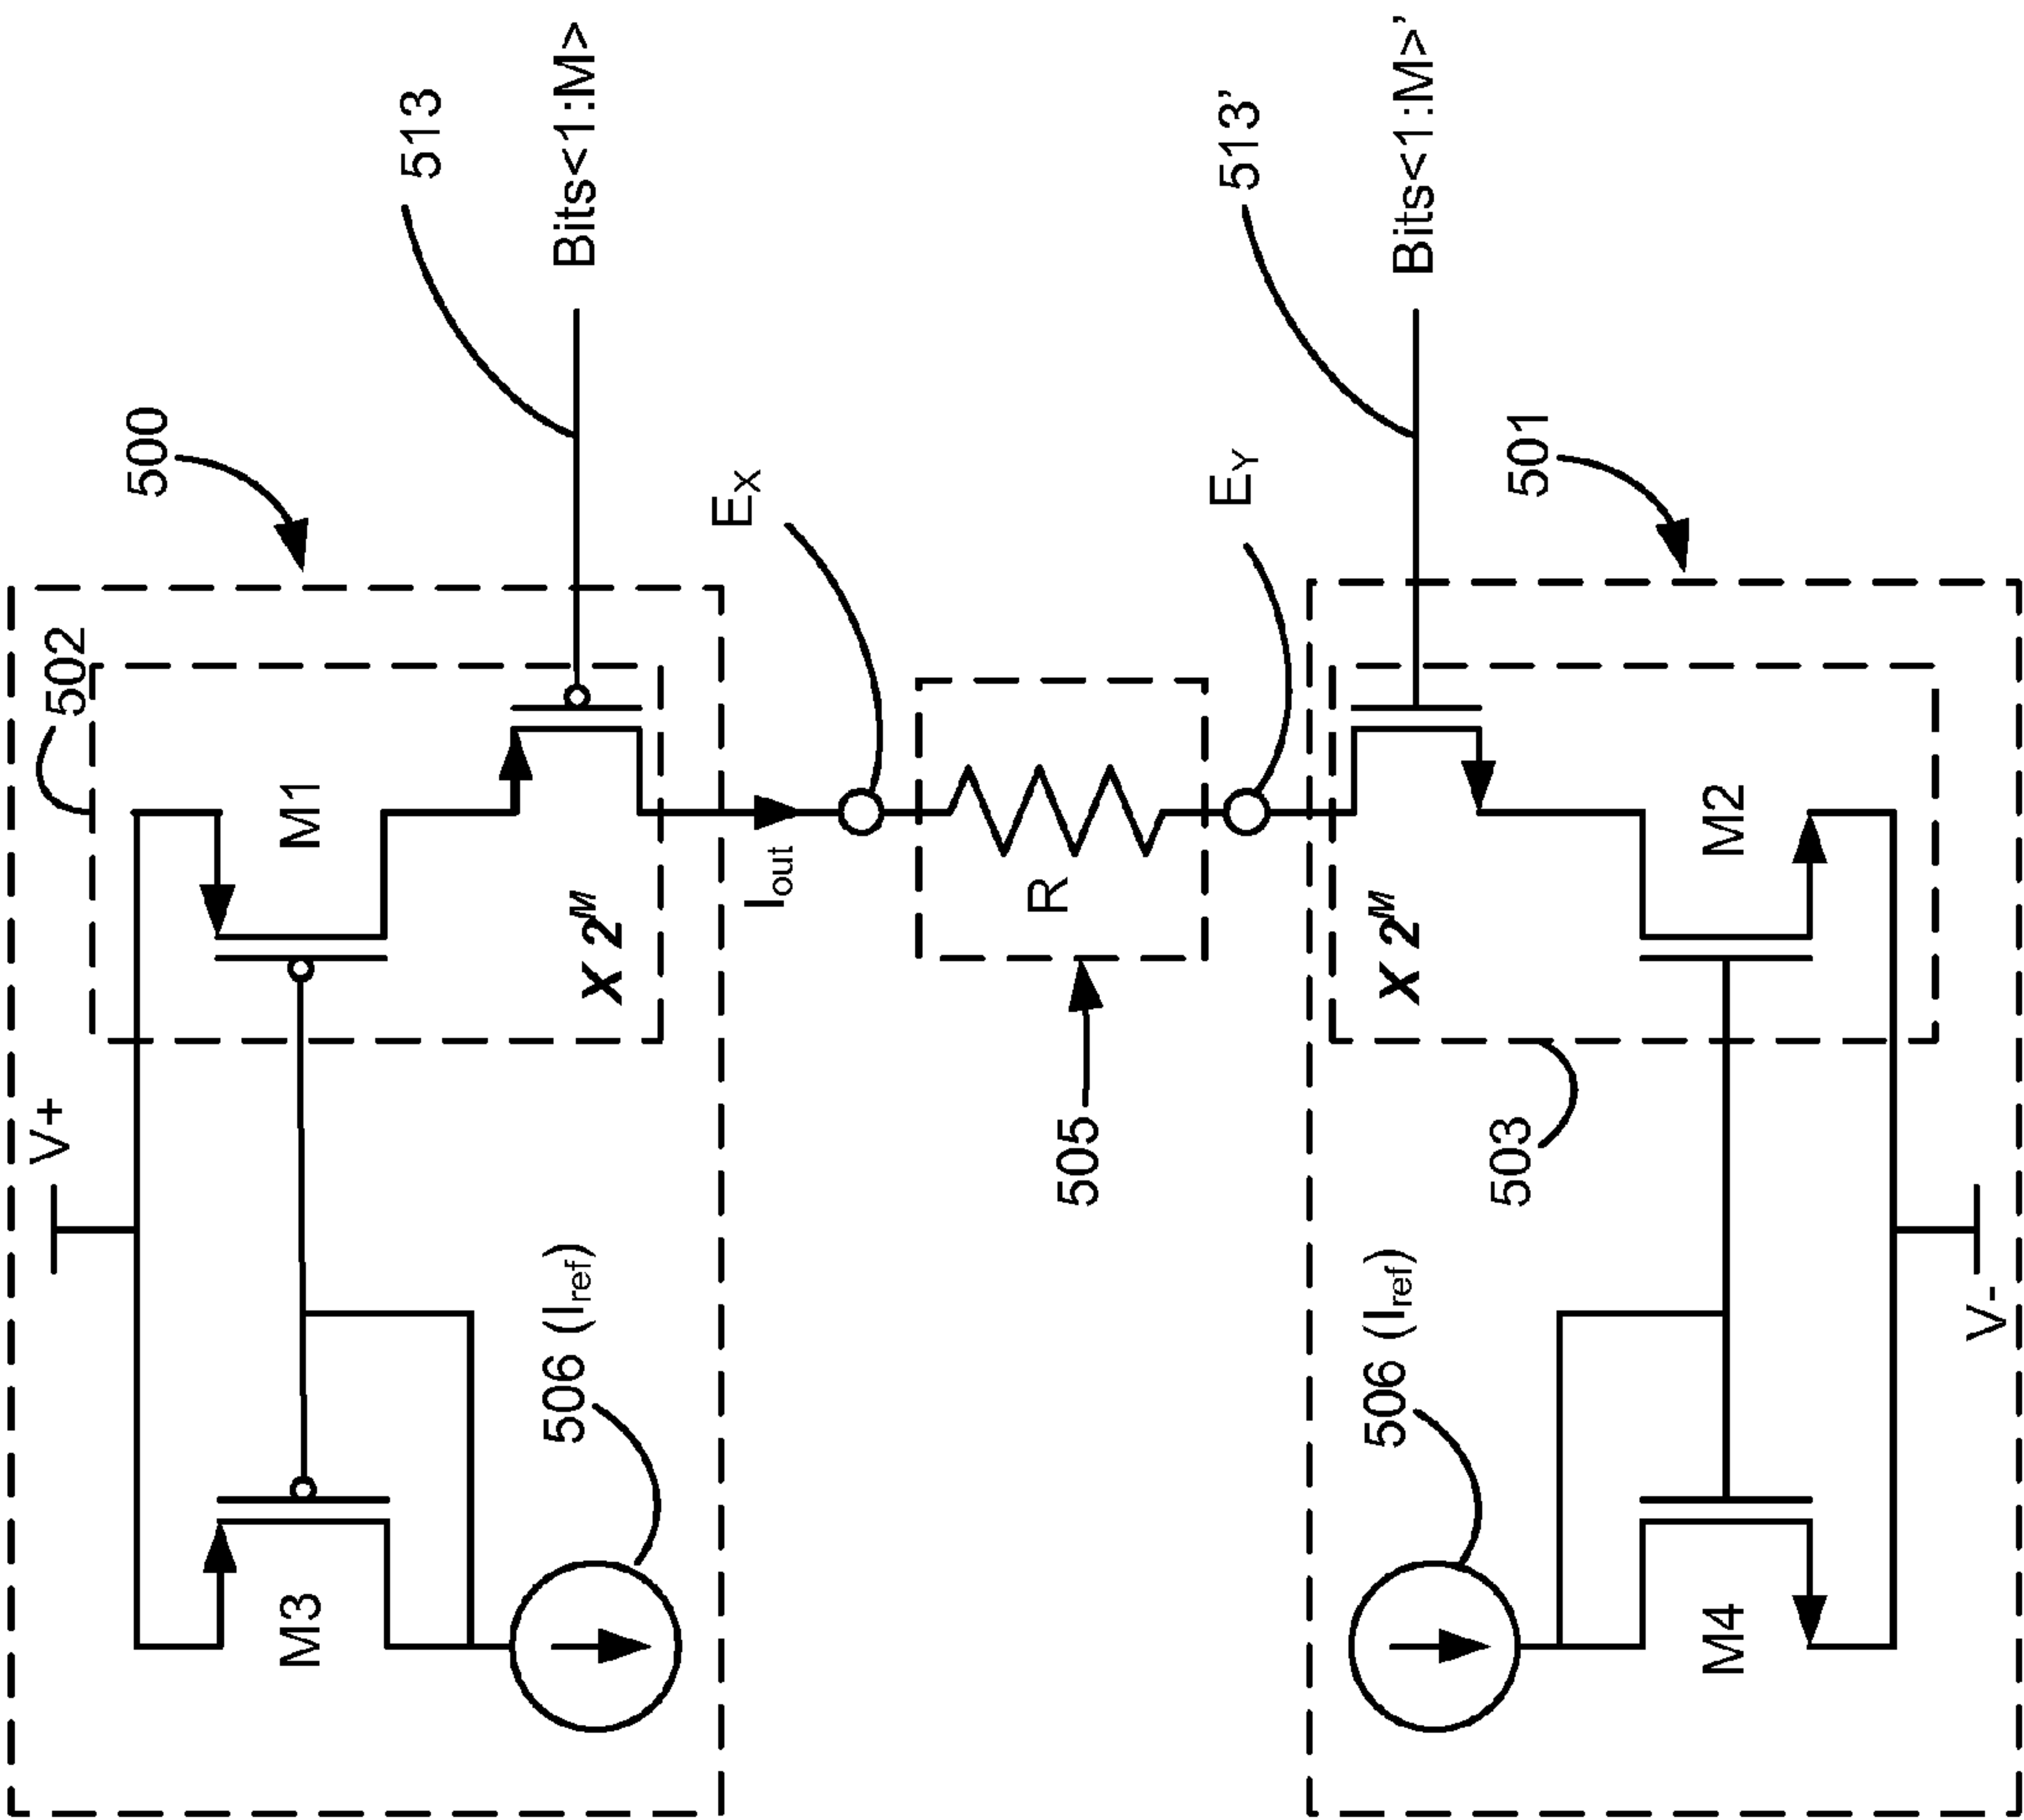 V+
502
500
513
M3
M1
Bits<1:M>
506 (Iref)
x 2^M
Iout
EX
505
R
EY
513’
506 (Iref)
x 2^M
Bits<1:M>’
503
501
M4
M2
V-